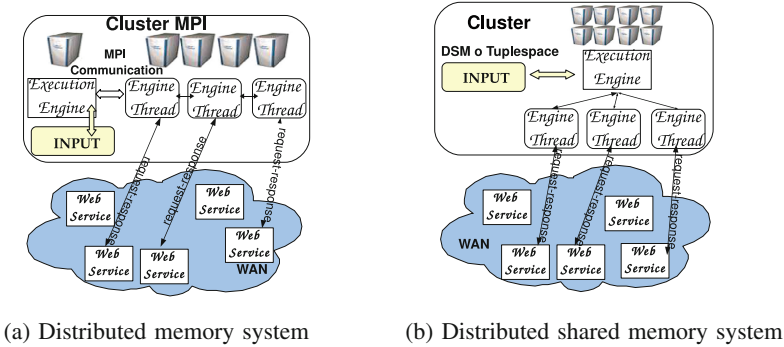 Cluster MPI
MPI
Communication
Execution
Engine
Engine
Thread
Engine
Thread
Engine
Thread
INPUT
request-response
request-response
request-response
Web
Service
Web
Service
Web
Service
Web
Service
Web
Service
WAN
(a) Distributed memory system
Cluster
DSM o Tuplespace
INPUT
Execution
Engine
Engine
Thread
Engine
Thread
Engine
Thread
request-response
request-response
request-response
Web
Service
Web
Service
WAN
Web
Service
Web
Service
Web
Service
(b) Distributed shared memory system